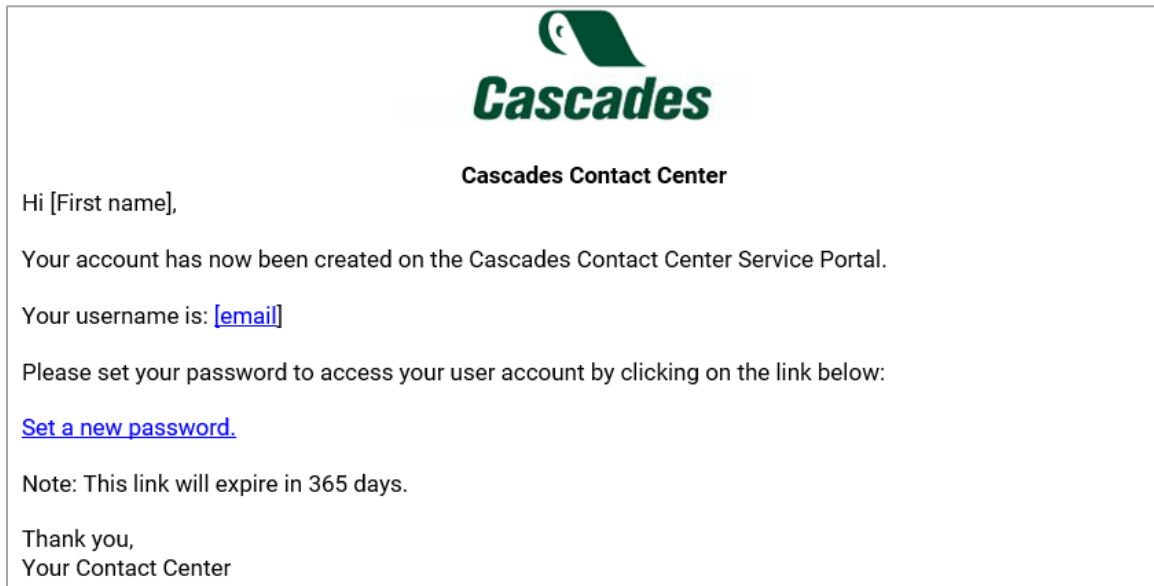 Cascades
Cascades Contact Center
Hi [First name],
Your account has now been created on the Cascades Contact Center Service Portal.
Your username is: [email]
Please set your password to access your user account by clicking on the link below:
Set a new password.
Note: This link will expire in 365 days.
Thank you,
Your Contact Center